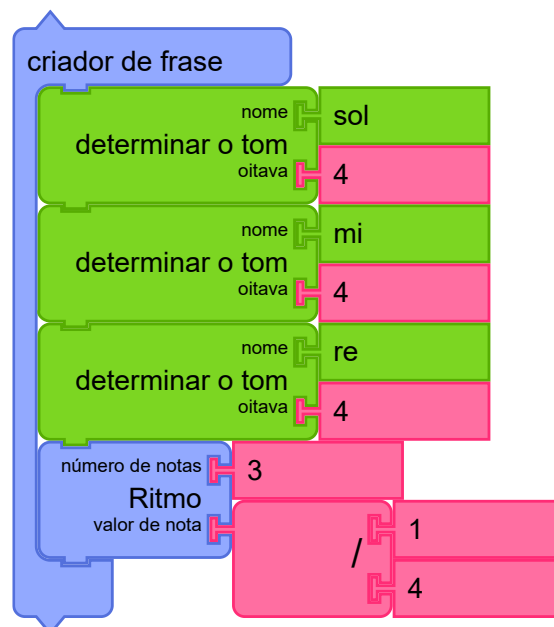 criador de frase
nome sol
determinar o tom
oitava 4
nome mi
determinar o tom
oitava 4
nome re
determinar o tom
oitava 4
número de notas 3
Ritmo
valor de nota / 1
4